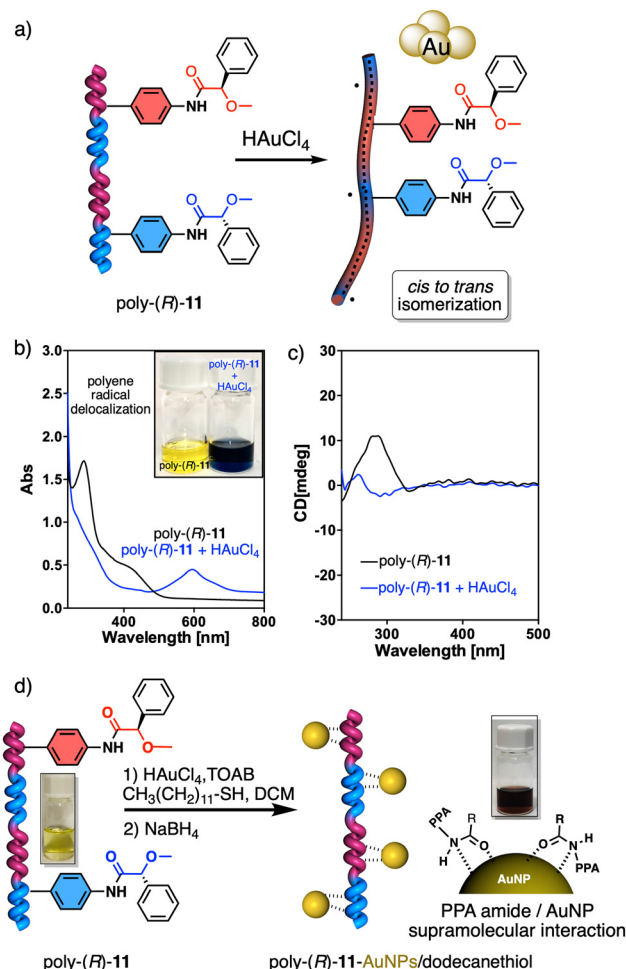 a)
Au
O
NH
O
HAuCl4
O
NH
O
O
O
NH
O
O
NH
poly-(R)-11
cis to trans
isomerization
b)
3.0
2.5
2.0
1.5
1.0
0.5
0.0
Abs
polyene
radical
delocalization
poly-(R)-11
+
HAuCl4
poly-(R)-11
poly-(R)-11
poly-(R)-11 + HAuCl4
400
600
800
Wavelength [nm]
c)
30
20
10
0
-10
-20
-30
CD[mdeg]
poly-(R)-11
poly-(R)-11 + HAuCl4
300
400
500
Wavelength [nm]
d)
O
NH
O
1) HAuCl4,TOAB
CH3(CH2)11-SH, DCM
2) NaBH4
O
O
NH
poly-(R)-11
PPA
R
N
O
H
R
O
N
H
PPA
AuNP
PPA amide / AuNP
supramolecular interaction
poly-(R)-11-AuNPs/dodecanethiol